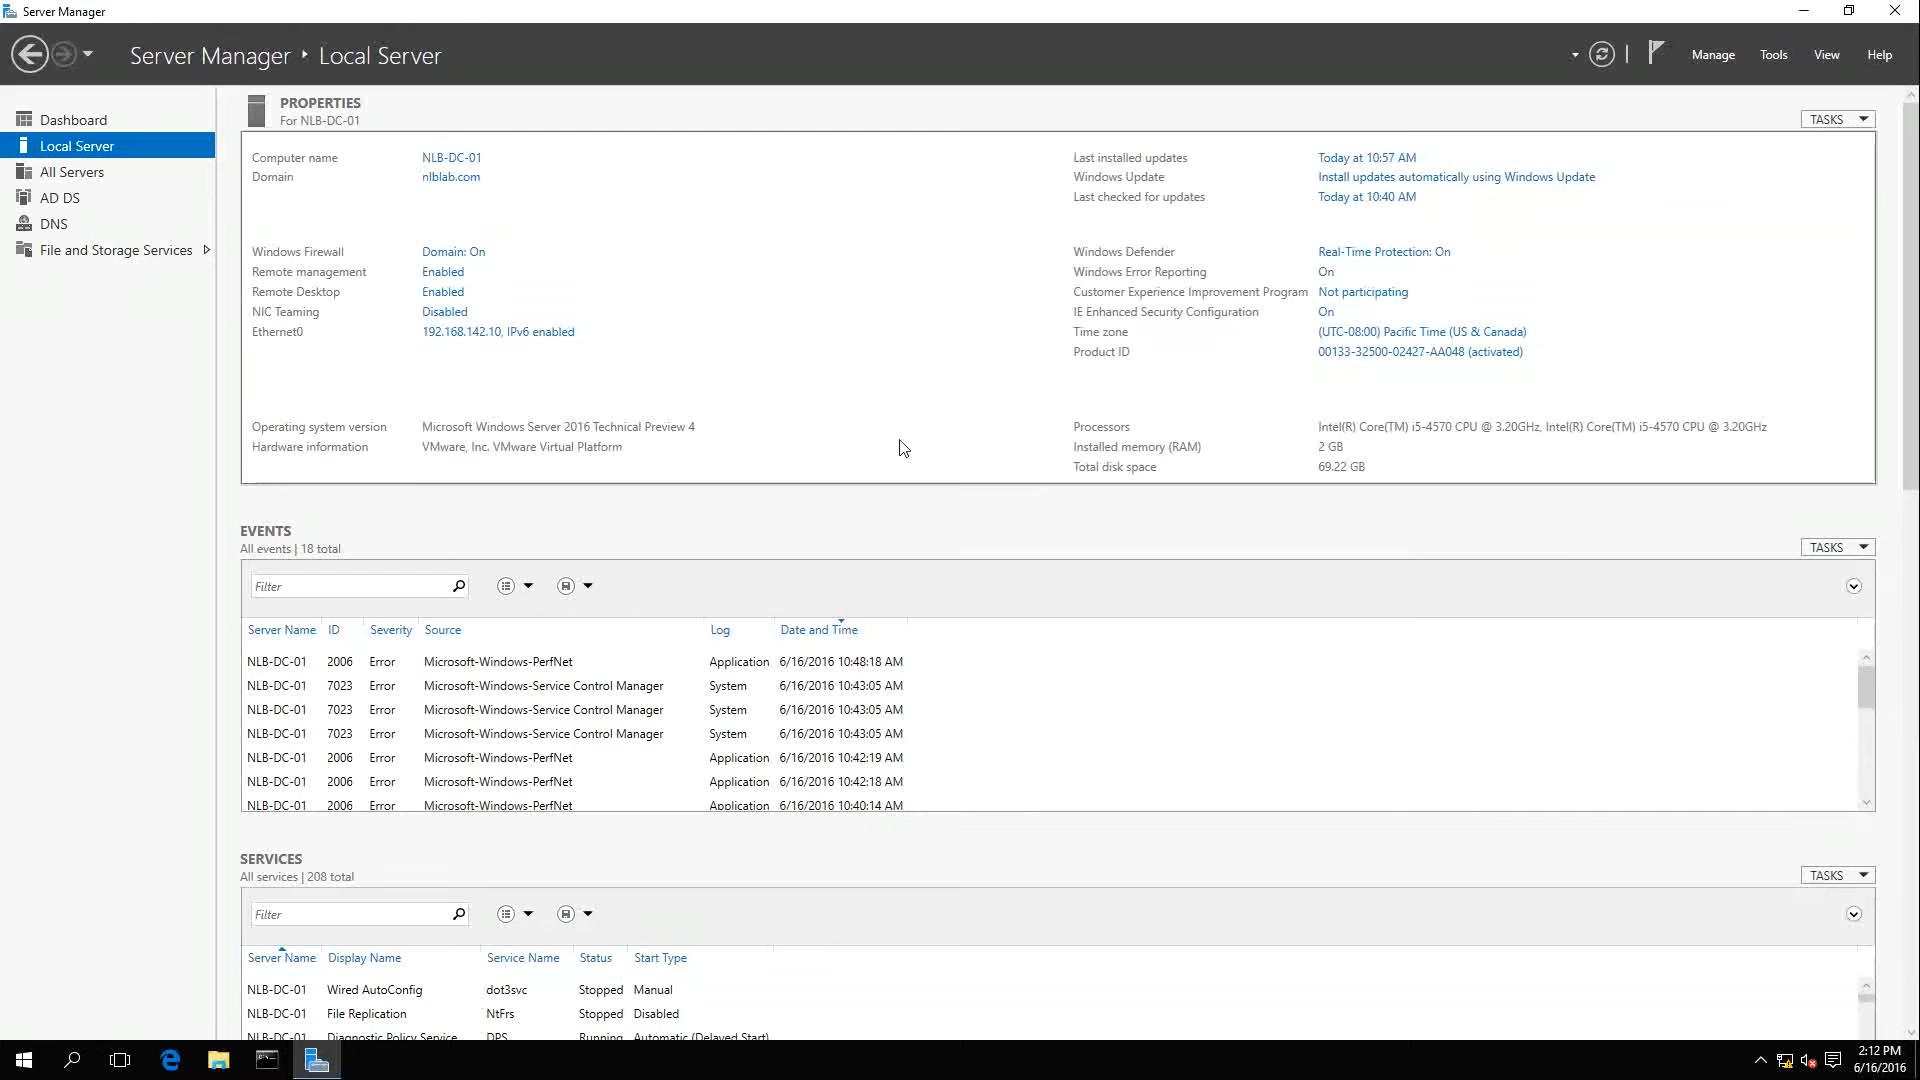 Server Manager
Server Manager ‣ Local Server
Manage Tools View Help
Dashboard
Local Server
All Servers
AD DS
DNS
File and Storage Services
PROPERTIES
For NLB-DC-01
TASKS
Computer name NLB-DC-01
Domain nlblab.com
Last installed updates Today at 10:57 AM
Windows Update Install updates automatically using Windows Update
Last checked for updates Today at 10:40 AM
Windows Firewall Domain: On
Remote management Enabled
Remote Desktop Enabled
NIC Teaming Disabled
Ethernet0 192.168.142.10, IPv6 enabled
Windows Defender Real-Time Protection: On
Windows Error Reporting On
Customer Experience Improvement Program Not participating
IE Enhanced Security Configuration On
Time zone (UTC-08:00) Pacific Time (US & Canada)
Product ID 00133-32500-02427-AA048 (activated)
Operating system version Microsoft Windows Server 2016 Technical Preview 4
Hardware information VMware, Inc. VMware Virtual Platform
Processors Intel(R) Core(TM) i5-4570 CPU @ 3.20GHz, Intel(R) Core(TM) i5-4570 CPU @ 3.20GHz
Installed memory (RAM) 2 GB
Total disk space 69.22 GB
EVENTS
All events | 18 total
TASKS
Filter
Server Name ID Severity Source Log Date and Time
NLB-DC-01 2006 Error Microsoft-Windows-PerfNet Application 6/16/2016 10:48:18 AM
NLB-DC-01 7023 Error Microsoft-Windows-Service Control Manager System 6/16/2016 10:43:05 AM
NLB-DC-01 7023 Error Microsoft-Windows-Service Control Manager System 6/16/2016 10:43:05 AM
NLB-DC-01 7023 Error Microsoft-Windows-Service Control Manager System 6/16/2016 10:43:05 AM
NLB-DC-01 2006 Error Microsoft-Windows-PerfNet Application 6/16/2016 10:42:19 AM
NLB-DC-01 2006 Error Microsoft-Windows-PerfNet Application 6/16/2016 10:42:18 AM
NLB-DC-01 2006 Error Microsoft-Windows-PerfNet Application 6/16/2016 10:40:14 AM
SERVICES
All services | 208 total
TASKS
Filter
Server Name Display Name Service Name Status Start Type
NLB-DC-01 Wired AutoConfig dot3svc Stopped Manual
NLB-DC-01 File Replication NtFrs Stopped Disabled
NLB-DC-01 Diagnostic Policy Service DPS Running Automatic (Delayed Start)
2:12 PM
6/16/2016